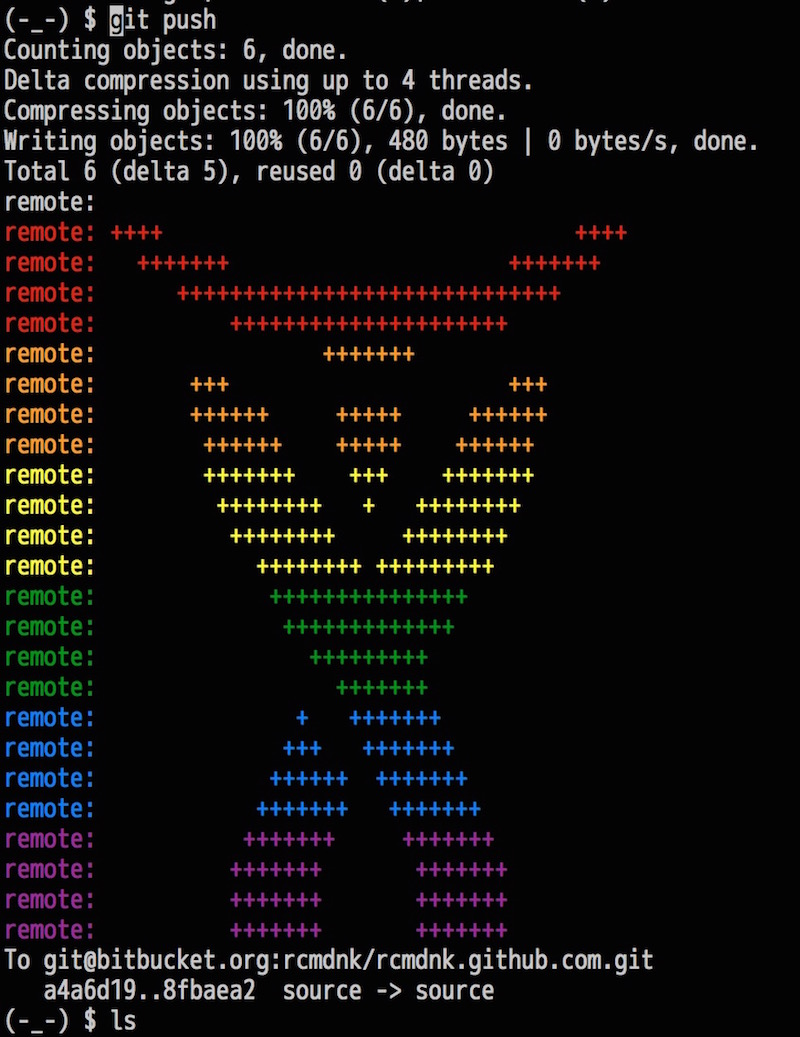 (-_-) $ git push
Counting objects: 6, done.
Delta compression using up to 4 threads.
Compressing objects: 100% (6/6), done.
Writing objects: 100% (6/6), 480 bytes | 0 bytes/s, done.
Total 6 (delta 5), reused 0 (delta 0)
remote:
remote: ++++                               ++++
remote:   +++++++                     +++++++
remote:      +++++++++++++++++++++++++++++
remote:          +++++++++++++++++++++
remote:                 +++++++
remote:       +++                     +++
remote:       ++++++     +++++     ++++++
remote:        ++++++    +++++    ++++++
remote:        +++++++    +++    +++++++
remote:         ++++++++   +   ++++++++
remote:          ++++++++     ++++++++
remote:            ++++++++ +++++++++
remote:             +++++++++++++++
remote:              +++++++++++++
remote:                +++++++++
remote:                  +++++++
remote:               +   +++++++
remote:              +++   +++++++
remote:             ++++++  +++++++
remote:            +++++++   +++++++
remote:           +++++++     +++++++
remote:          +++++++       +++++++
remote:          +++++++       +++++++
remote:          +++++++       +++++++
To git@bitbucket.org:rcmdnk/rcmdnk.github.com.git
   a4a6d19..8fbaea2  source -> source
(-_-) $ ls